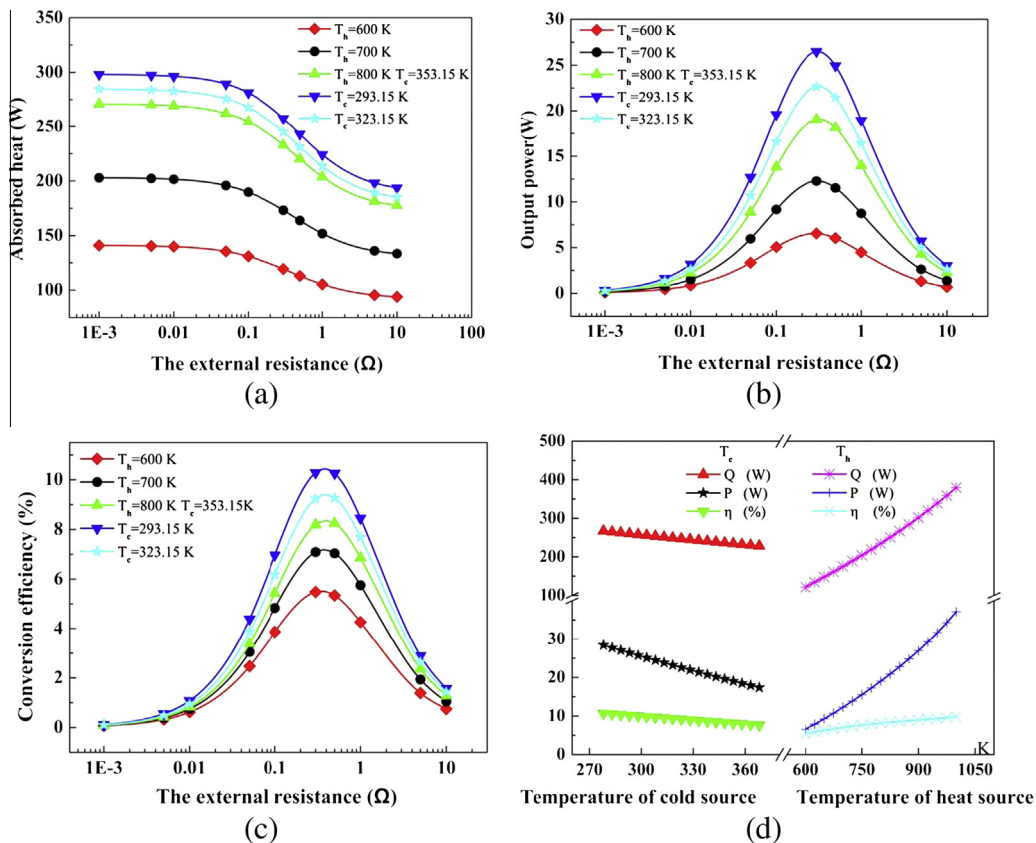 350
300
250
200
150
100
Absorbed heat (W)
T_h=600 K
T_h=700 K
T_h=800 K T_c=353.15 K
T_c=293.15 K
T_c=323.15 K
1E-3 0.01 0.1 1 10 100
The external resistance (Ω)
(a)
30
25
20
15
10
5
0
Output power(W)
T_h=600 K
T_h=700 K
T_h=800 K T_c=353.15 K
T_c=293.15 K
T_c=323.15 K
1E-3 0.01 0.1 1 10
The external resistance (Ω)
(b)
10
8
6
4
2
0
Conversion efficiency (%)
T_h=600 K
T_h=700 K
T_h=800 K T_c=353.15K
T_c=293.15 K
T_c=323.15 K
1E-3 0.01 0.1 1 10
The external resistance (Ω)
(c)
500
400
300
200
100
30
20
10
0
T_c
Q (W)
P (W)
η (%)
T_h
Q (W)
P (W)
η (%)
K
270 300 330 360 600 750 900 1050
Temperature of cold source Temperature of heat source
(d)